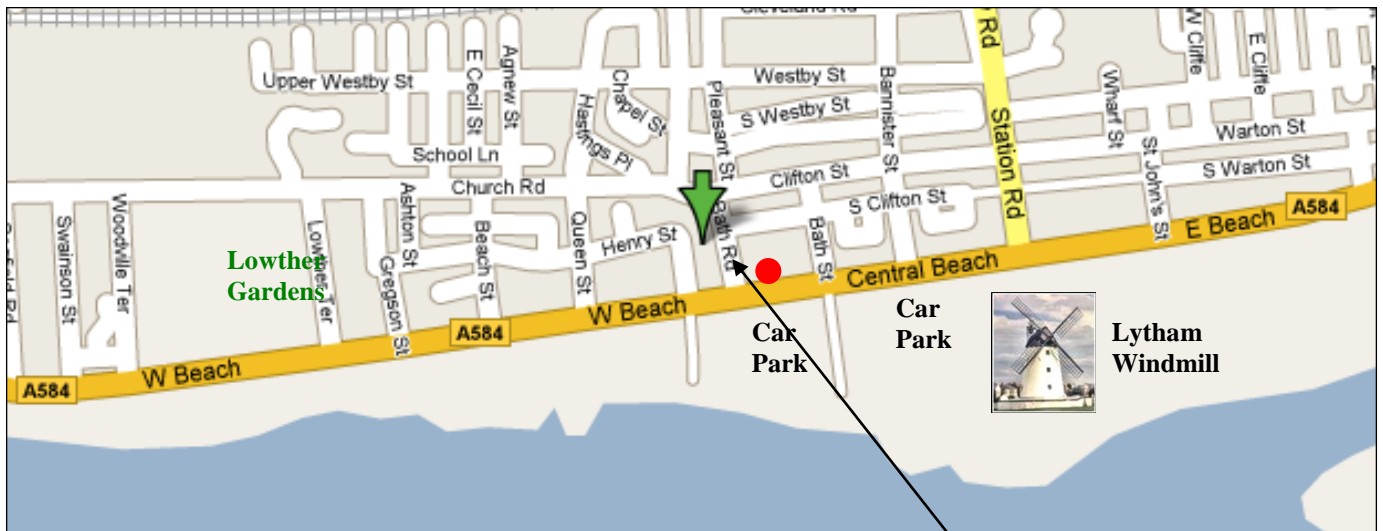 Cleveland Rd
Rd
W Cliffe
E Cliffe
Upper Westby St
E Cecil St
Agnew St
Chapel St
Hastings Pl
Pleasant St
Westby St
S Westby St
Bannister St
Station Rd
Wharf St
St John's St
Warton St
S Warton St
School Ln
Church Rd
Clifton St
S Clifton St
Swainson St
Woodville Ter
Lowther Ter
Ashton St
Gregson St
Beach St
Queen St
Henry St
Bath Rd
Bath St
Lowther
Gardens
A584
E Beach
Central Beach
W Beach
A584
W Beach
A584
Rd
Car
Park
Car
Park
Lytham
Windmill